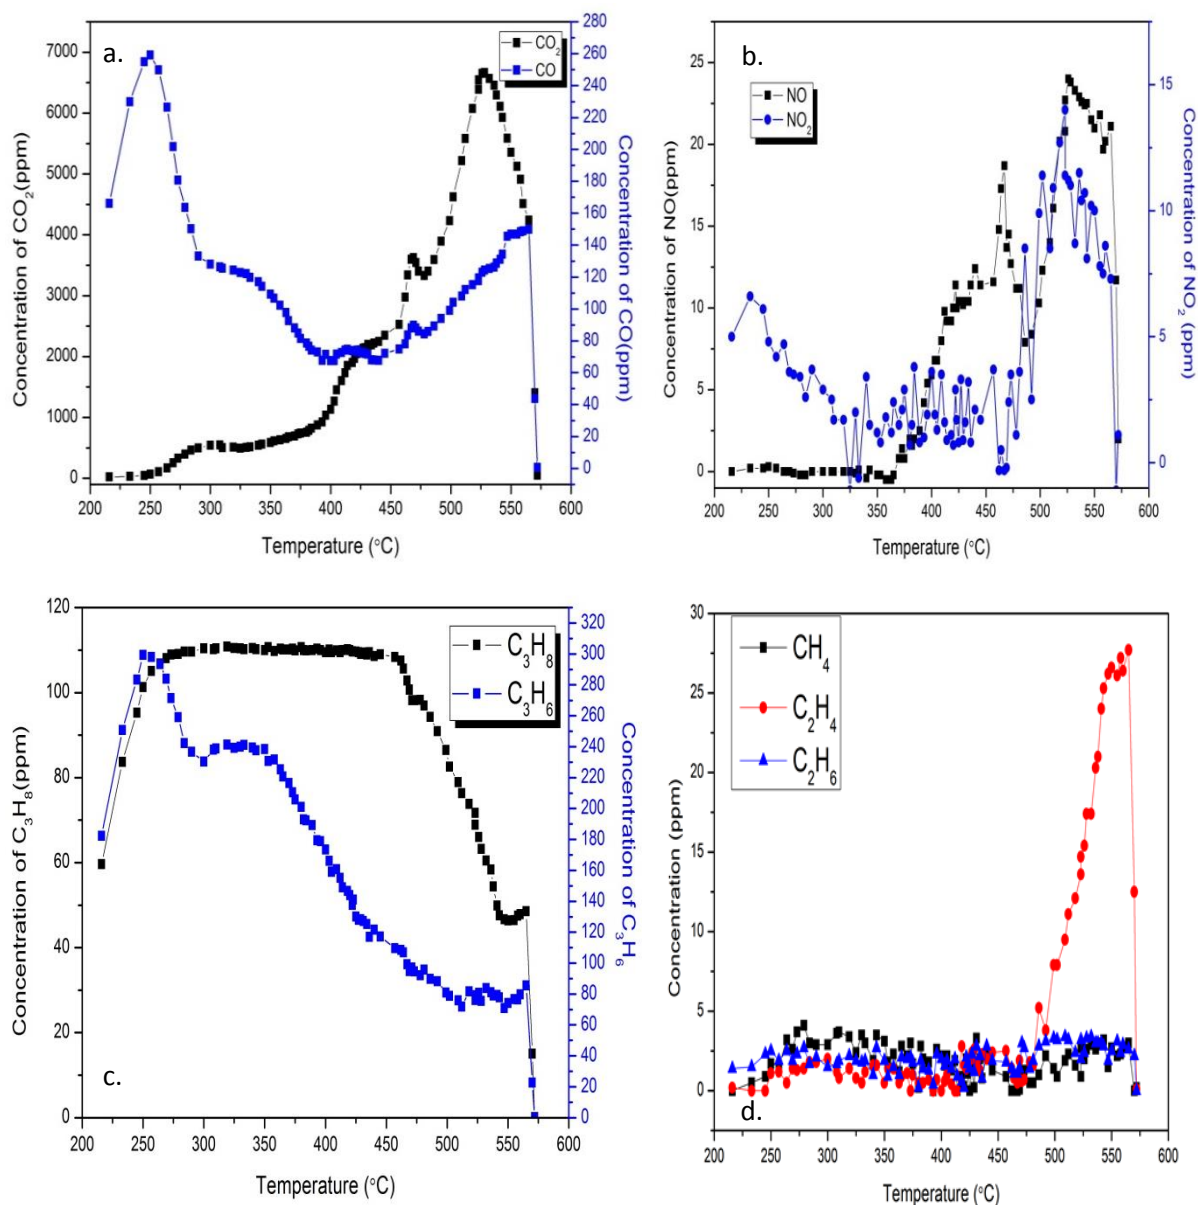 a.
CO₂
CO
Concentration of CO₂(ppm)
0
1000
2000
3000
4000
5000
6000
7000
Concentration of CO(ppm)
0
20
40
60
80
100
120
140
160
180
200
220
240
260
280
200 250 300 350 400 450 500 550 600
Temperature (°C)
b.
NO
NO₂
Concentration of NO(ppm)
0
5
10
15
20
25
Concentration of NO₂ (ppm)
0
5
10
15
200 250 300 350 400 450 500 550 600
Temperature (°C)
c.
C₃H₈
C₃H₆
Concentration of C₃H₈(ppm)
0
20
40
60
80
100
120
Concentration of C₃H₆
0
20
40
60
80
100
120
140
160
180
200
220
240
260
280
300
320
200 250 300 350 400 450 500 550 600
Temperature (°C)
d.
CH₄
C₂H₄
C₂H₆
Concentration (ppm)
0
5
10
15
20
25
30
200 250 300 350 400 450 500 550 600
Temperature (°C)